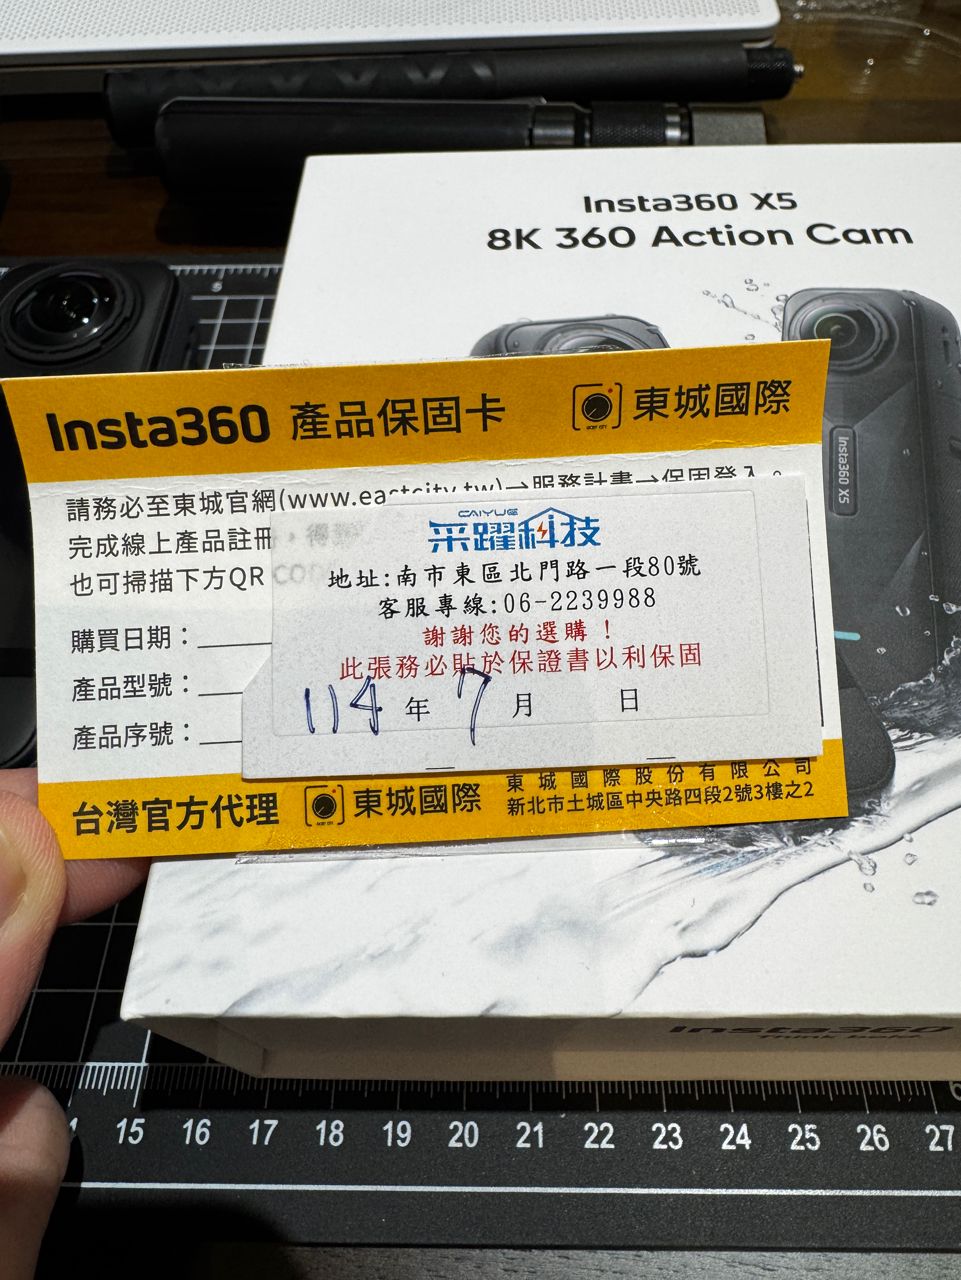 Insta360 X5
8K 360 Action Cam
Insta360 X5
Insta360 產品保固卡 東城國際
請務必至東城官網(www.eastcity.tw)→服務計畫→保固登入。
完成線上產品註冊，得
也可掃描下方QR CODE
購買日期：
產品型號：
產品序號：
CAIYUE
采躍科技
地址:南市東區北門路一段80號
客服專線:06-2239988
謝謝您的選購！
此張務必貼於保證書以利保固
114 年 7 月 日
台灣官方代理 東城國際
東城國際股份有限公司
新北市土城區中央路四段2號3樓之2
Insta360
Think bold
15 16 17 18 19 20 21 22 23 24 25 26 27